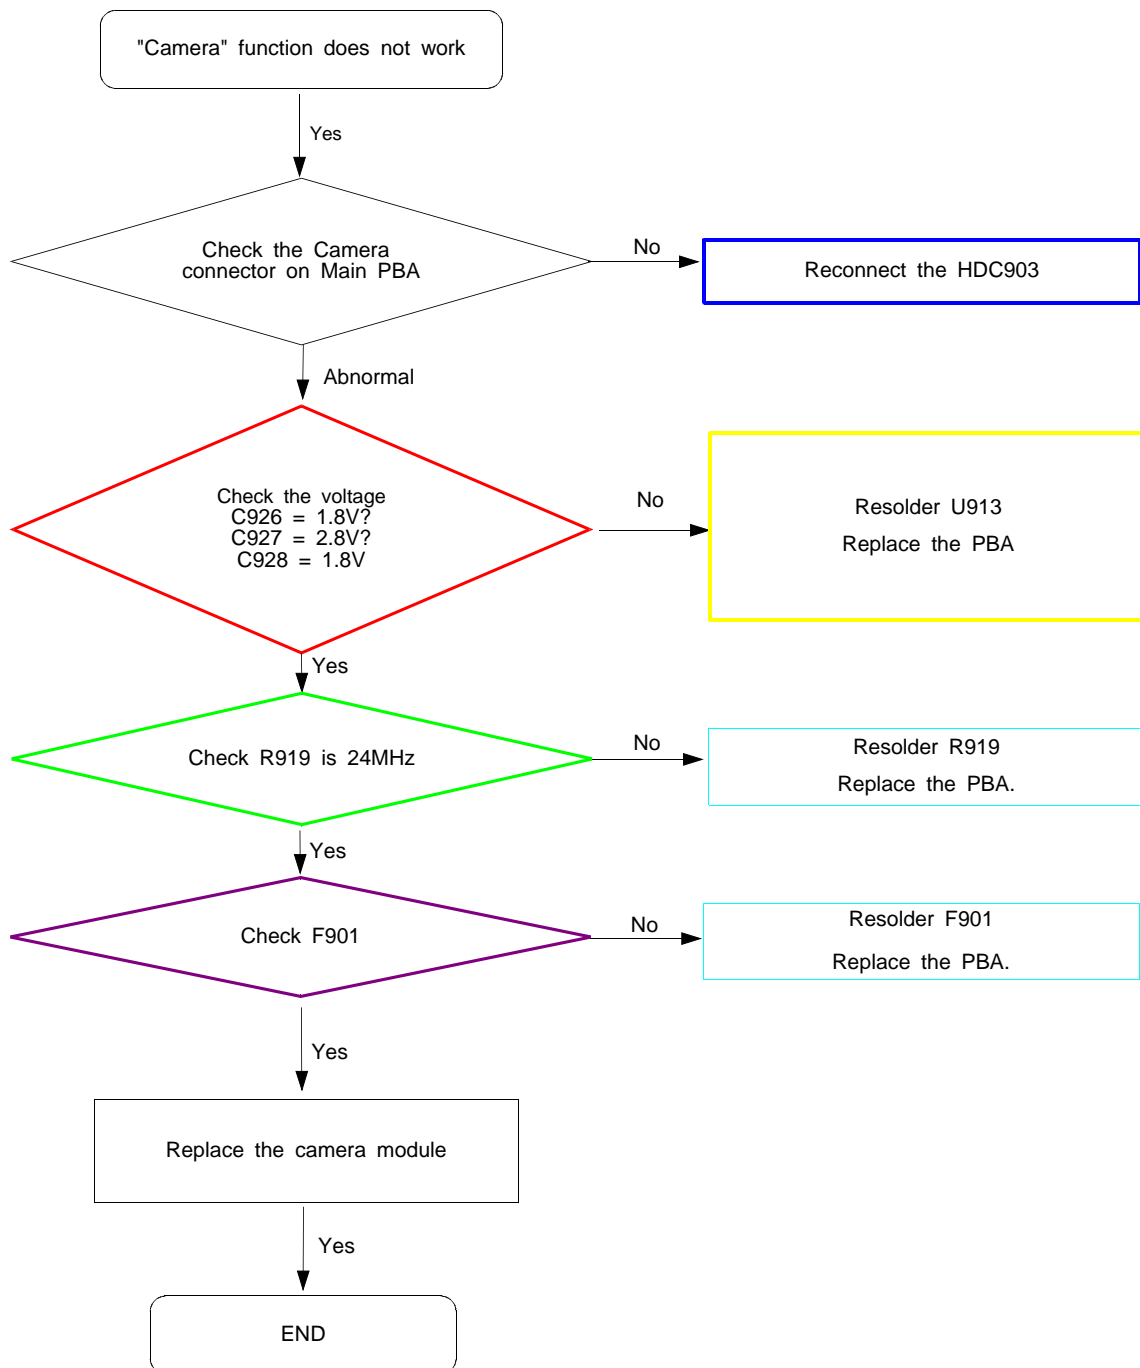 "Camera" function does not work
Yes
Check the Camera
connector on Main PBA
No
Reconnect the HDC903
Abnormal
Check the voltage
C926 = 1.8V?
C927 = 2.8V?
C928 = 1.8V
No
Resolder U913
Replace the PBA
Yes
Check R919 is 24MHz
No
Resolder R919
Replace the PBA.
Yes
Check F901
No
Resolder F901
Replace the PBA.
Yes
Replace the camera module
Yes
END